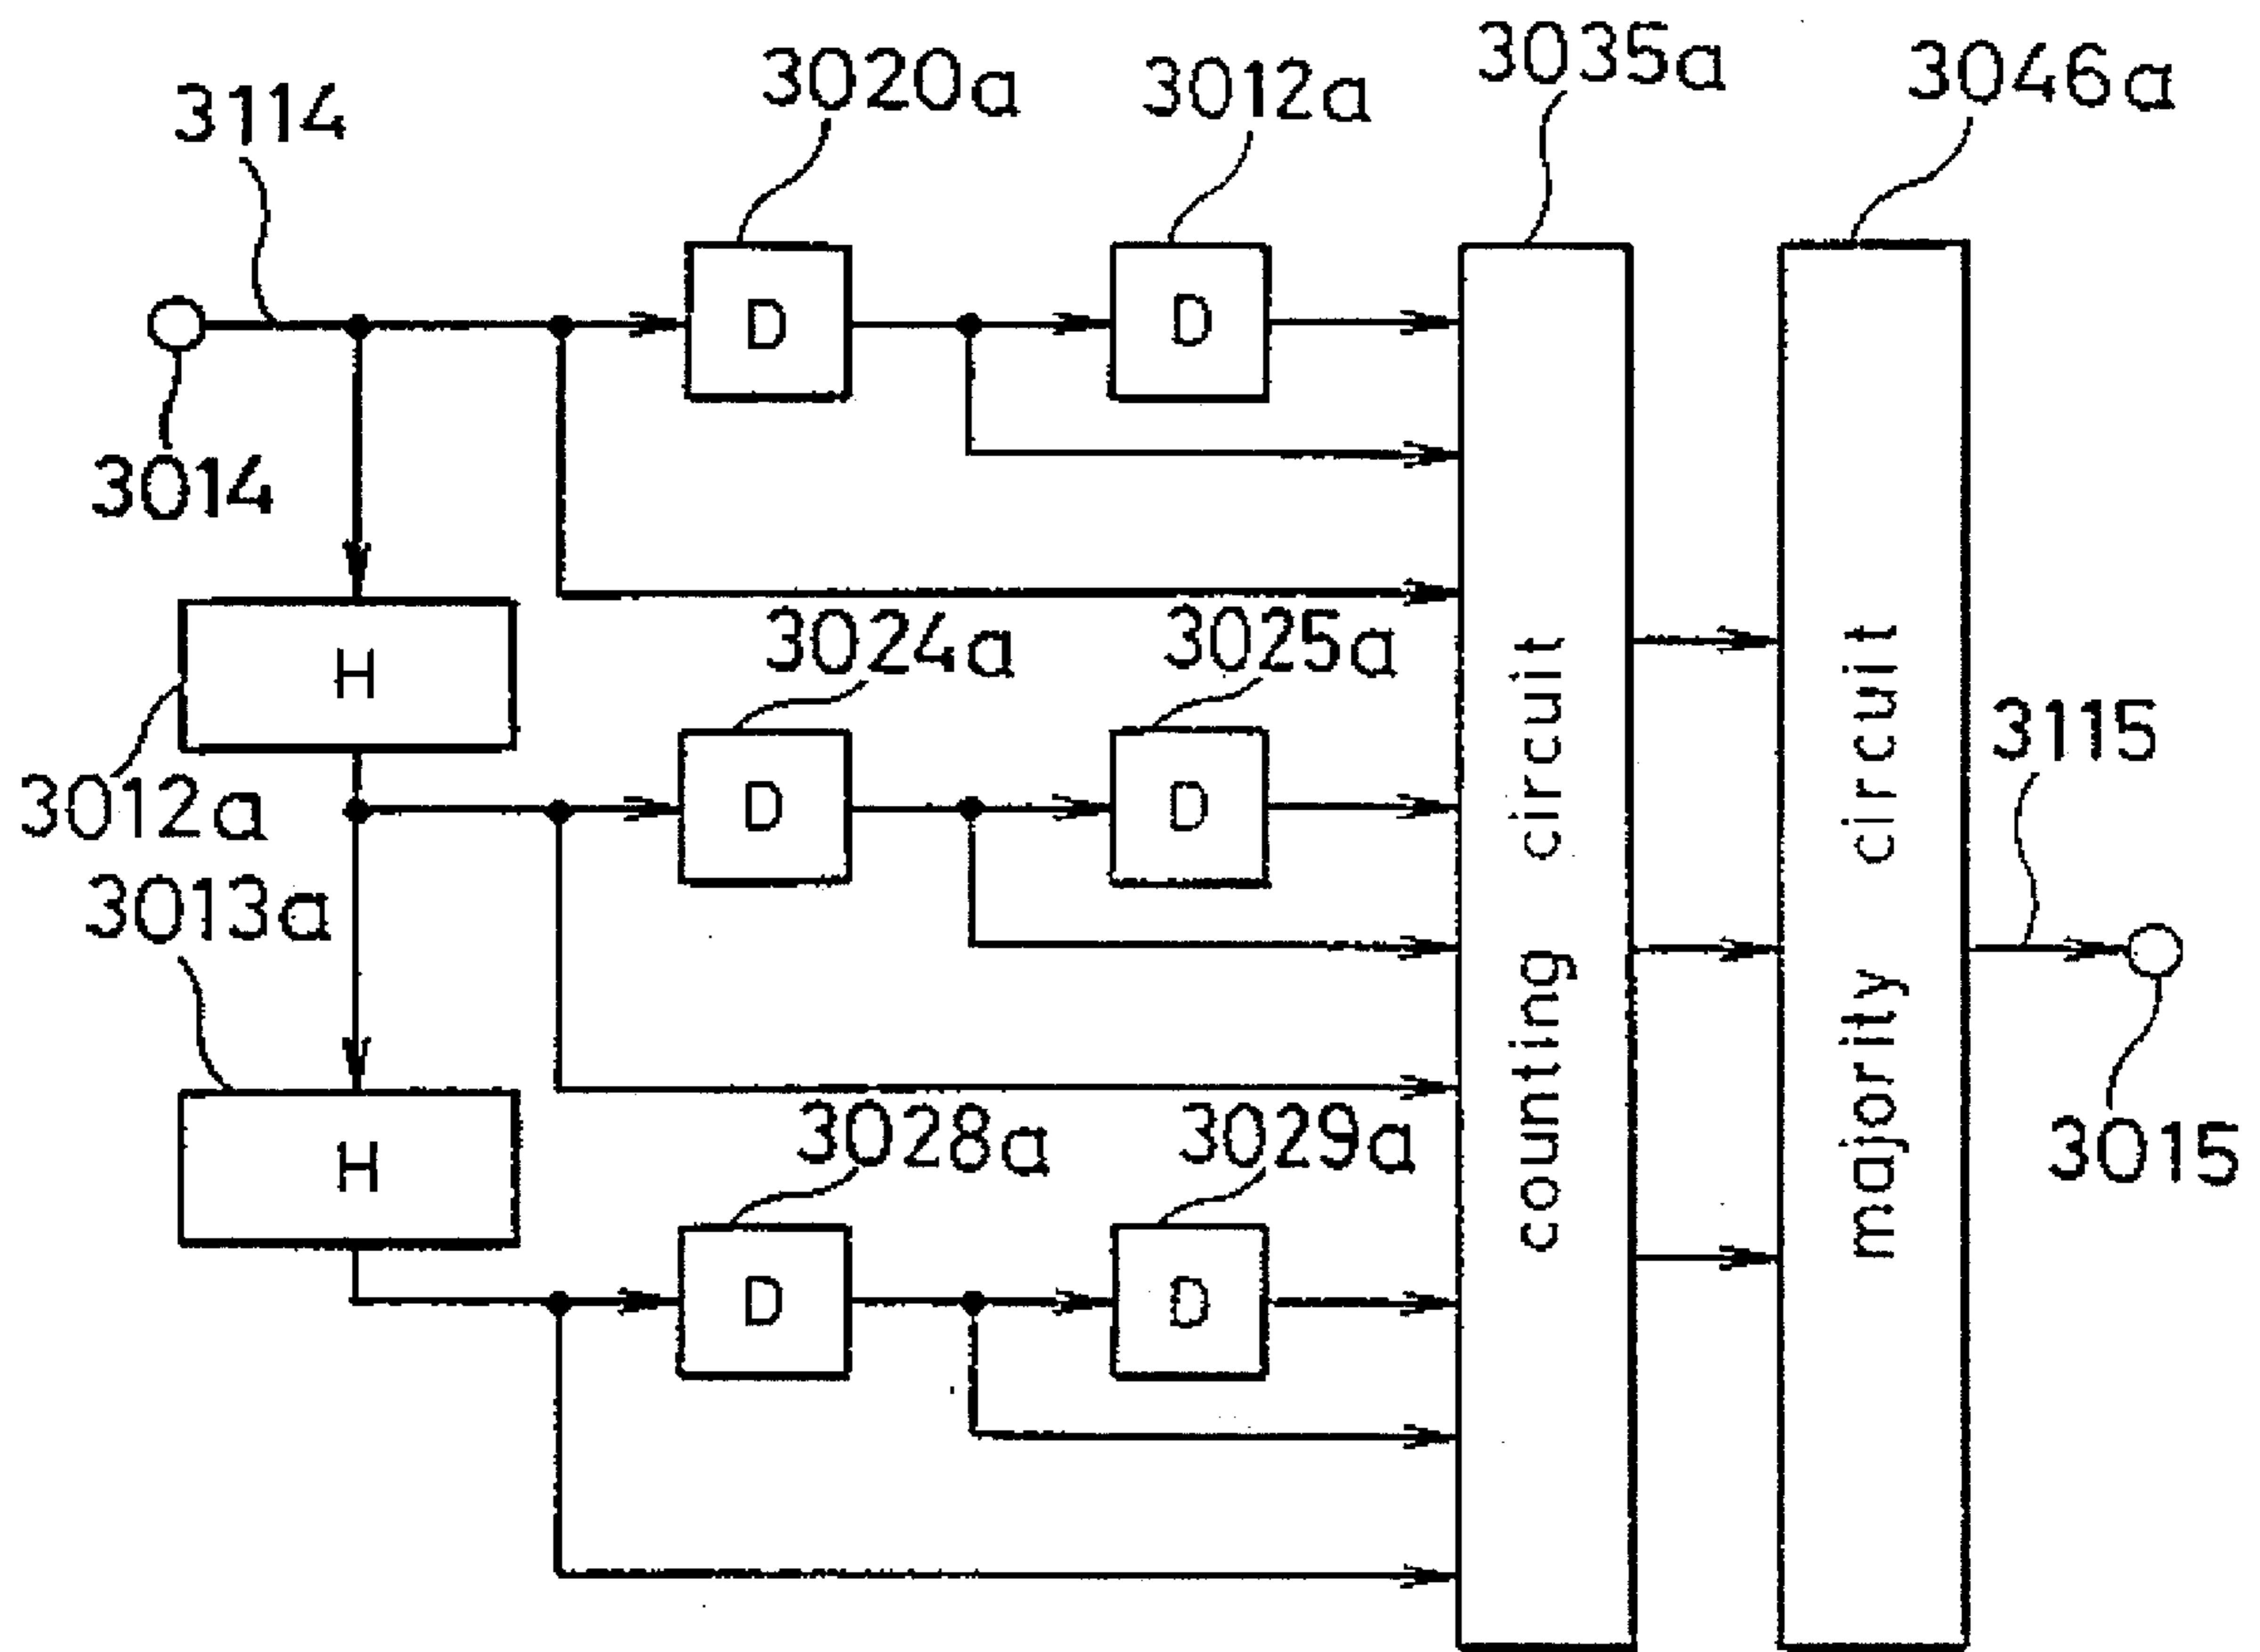 3114
3020a
3012a
3035a
3046a
D
D
3014
H
3024a
3025a
3012a
D
D
3115
3013a
counting circuit
majority circuit
3028a
3029a
H
3015
D
D